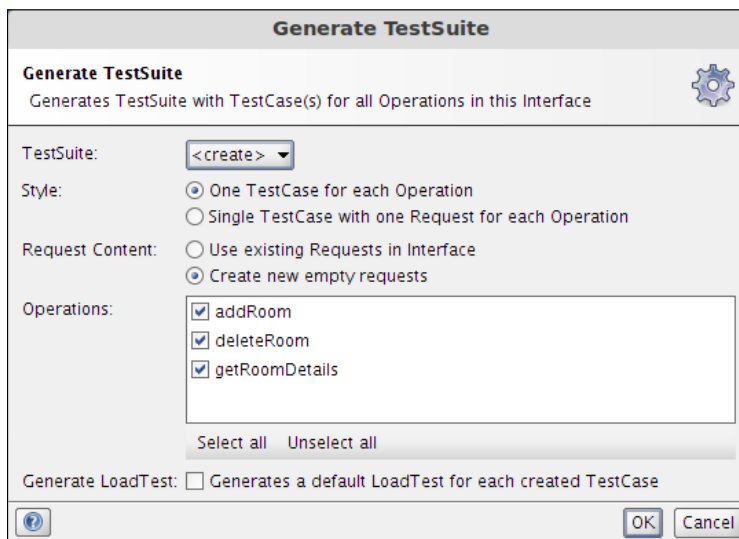 Generate TestSuite
Generate TestSuite
Generates TestSuite with TestCase(s) for all Operations in this Interface
TestSuite: <create>
Style: One TestCase for each Operation
Single TestCase with one Request for each Operation
Request Content: Use existing Requests in Interface
Create new empty requests
Operations: addRoom
deleteRoom
getRoomDetails
Select all Unselect all
Generate LoadTest: Generates a default LoadTest for each created TestCase
? OK Cancel